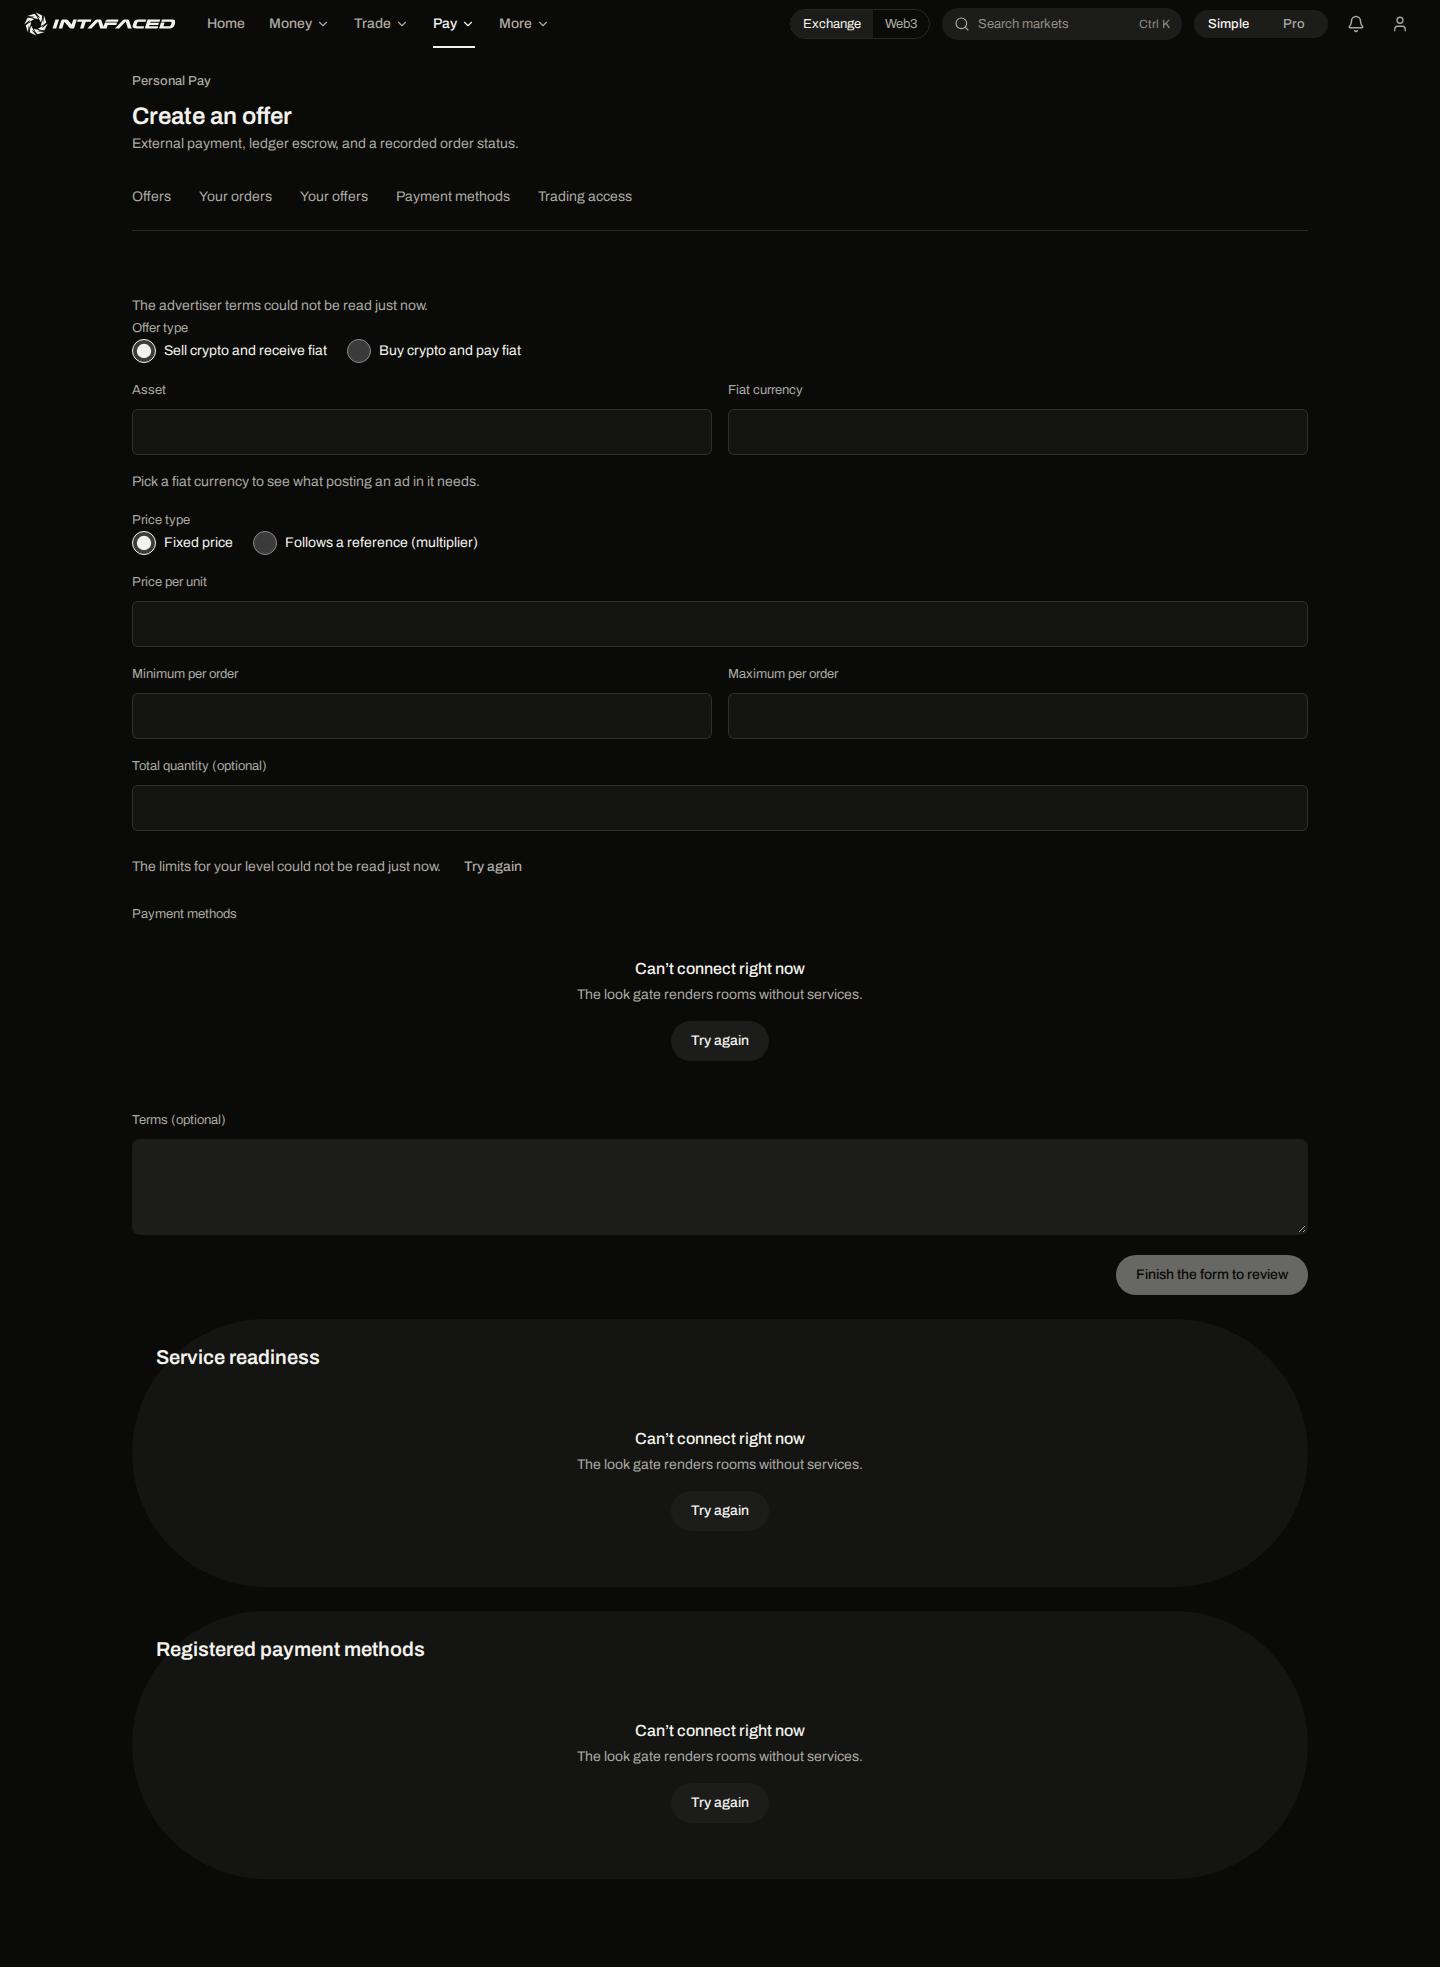 INTAFACED Home Money Trade Pay More Exchange Web3 Search markets Ctrl K Simple Pro
Personal Pay
Create an offer
External payment, ledger escrow, and a recorded order status.
Offers Your orders Your offers Payment methods Trading access
The advertiser terms could not be read just now.
Offer type
Sell crypto and receive fiat Buy crypto and pay fiat
Asset Fiat currency
Pick a fiat currency to see what posting an ad in it needs.
Price type
Fixed price Follows a reference (multiplier)
Price per unit
Minimum per order Maximum per order
Total quantity (optional)
The limits for your level could not be read just now. Try again
Payment methods
Can’t connect right now
The look gate renders rooms without services.
Try again
Terms (optional)
Finish the form to review
Service readiness
Can’t connect right now
The look gate renders rooms without services.
Try again
Registered payment methods
Can’t connect right now
The look gate renders rooms without services.
Try again